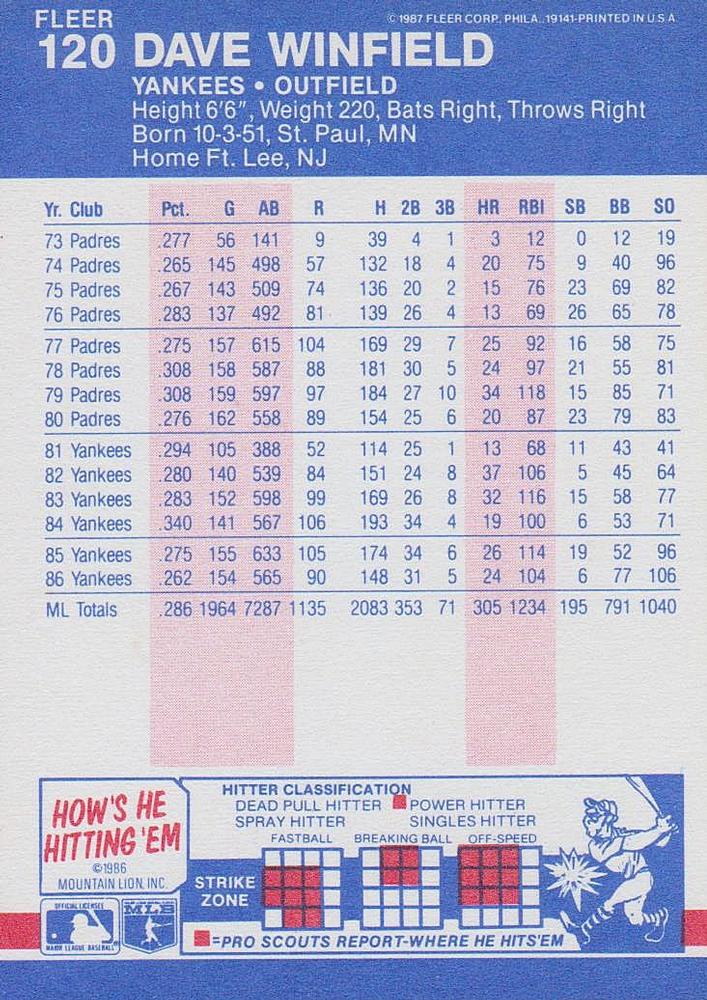 FLEER
© 1987 FLEER CORP. PHILA. 19141-PRINTED IN U S A
120 DAVE WINFIELD
YANKEES • OUTFIELD
Height 6'6", Weight 220, Bats Right, Throws Right
Born 10-3-51, St. Paul, MN
Home Ft. Lee, NJ
Yr. Club Pct. G AB R H 2B 3B HR RBI SB BB SO
73 Padres .277 56 141 9 39 4 1 3 12 0 12 19
74 Padres .265 145 498 57 132 18 4 20 75 9 40 96
75 Padres .267 143 509 74 136 20 2 15 76 23 69 82
76 Padres .283 137 492 81 139 26 4 13 69 26 65 78
77 Padres .275 157 615 104 169 29 7 25 92 16 58 75
78 Padres .308 158 587 88 181 30 5 24 97 21 55 81
79 Padres .308 159 597 97 184 27 10 34 118 15 85 71
80 Padres .276 162 558 89 154 25 6 20 87 23 79 83
81 Yankees .294 105 388 52 114 25 1 13 68 11 43 41
82 Yankees .280 140 539 84 151 24 8 37 106 5 45 64
83 Yankees .283 152 598 99 169 26 8 32 116 15 58 77
84 Yankees .340 141 567 106 193 34 4 19 100 6 53 71
85 Yankees .275 155 633 105 174 34 6 26 114 19 52 96
86 Yankees .262 154 565 90 148 31 5 24 104 6 77 106
ML Totals .286 1964 7287 1135 2083 353 71 305 1234 195 791 1040
HOW'S HE
HITTING 'EM
©1986
MOUNTAIN LION, INC.
HITTER CLASSIFICATION
DEAD PULL HITTER POWER HITTER
SPRAY HITTER SINGLES HITTER
FASTBALL BREAKING BALL OFF-SPEED
STRIKE
ZONE
=PRO SCOUTS REPORT-WHERE HE HITS'EM
OFFICIAL LICENSEE
MAJOR LEAGUE BASEBALL
MLB